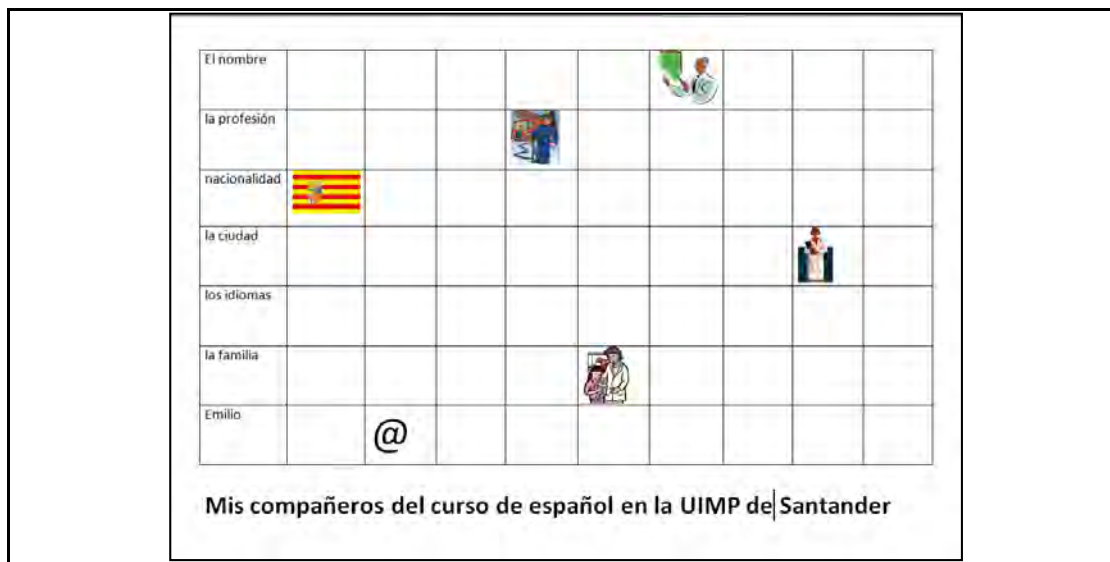 El nombre
la profesión
nacionalidad
la ciudad
los idiomas
la familia
Emilio
@
Mis compañeros del curso de español en la UIMP de Santander